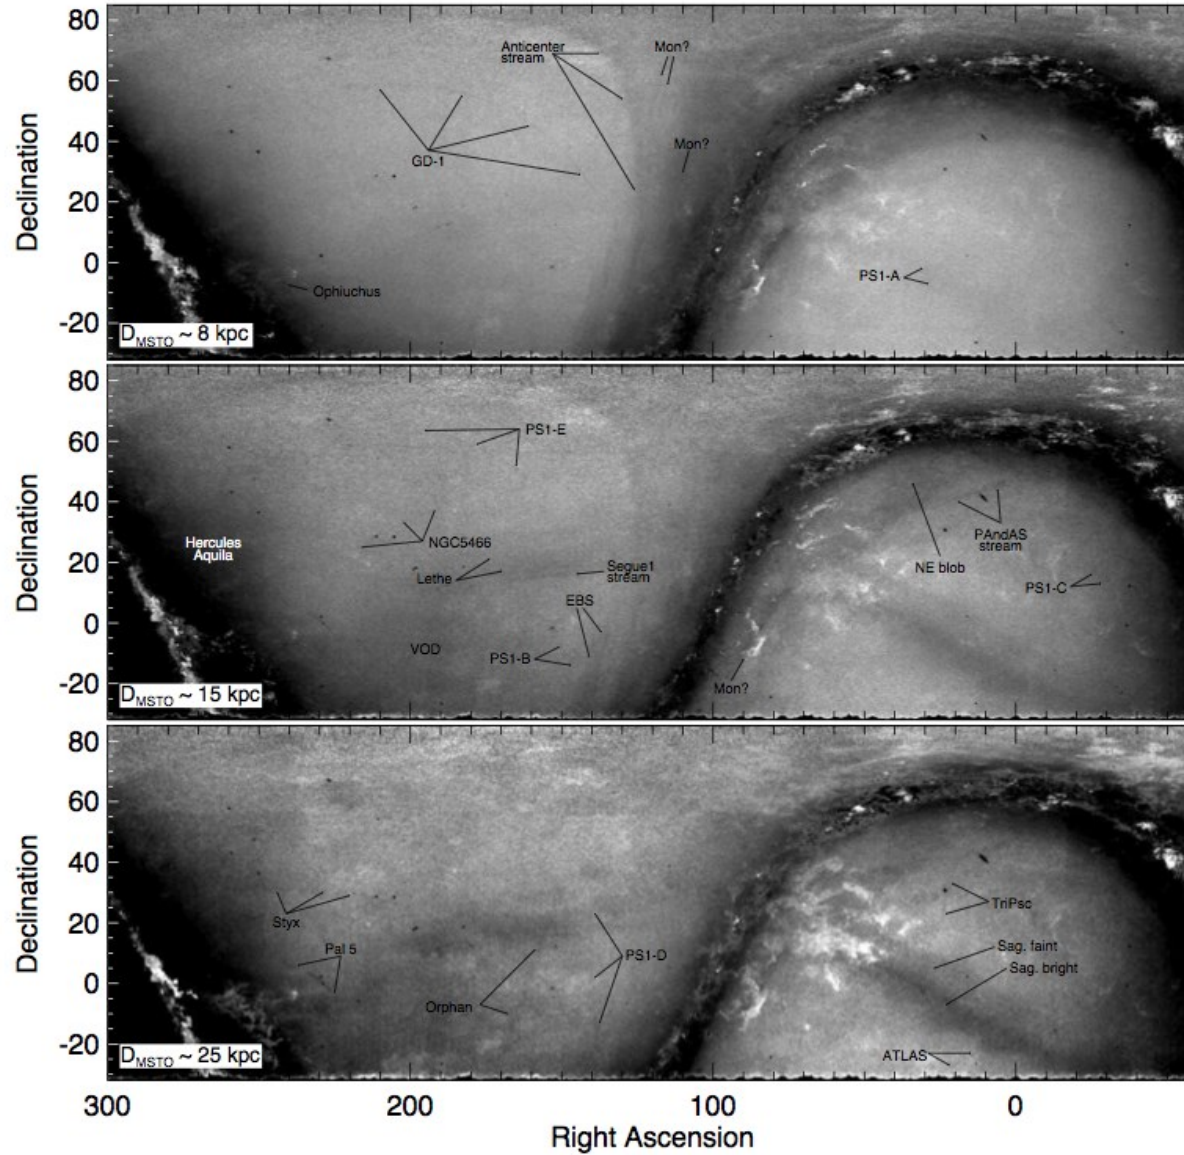 80
60
40
20
0
-20
Declination
Anticenter
stream
Mon?
GD-1
Mon?
PS1-A
Ophiuchus
D_MSTO ~ 8 kpc
80
60
40
20
0
-20
Declination
PS1-E
Hercules
Aquila
NGC5466
PAndAS
stream
Lethe
Segue1
stream
NE blob
EBS
PS1-C
VOD
PS1-B
Mon?
D_MSTO ~ 15 kpc
80
60
40
20
0
-20
Declination
Styx
TriPsc
Pal 5
PS1-D
Sag. faint
Sag. bright
Orphan
ATLAS
D_MSTO ~ 25 kpc
300 200 100 0
Right Ascension